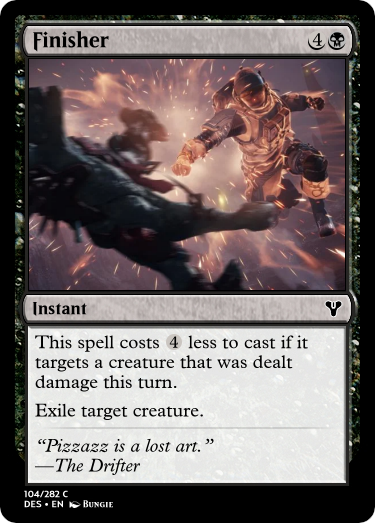 Finisher 4
Instant
This spell costs 4 less to cast if it
targets a creature that was dealt
damage this turn.
Exile target creature.
“Pizzazz is a lost art.”
—The Drifter
104/282 C
DES • EN Bungie